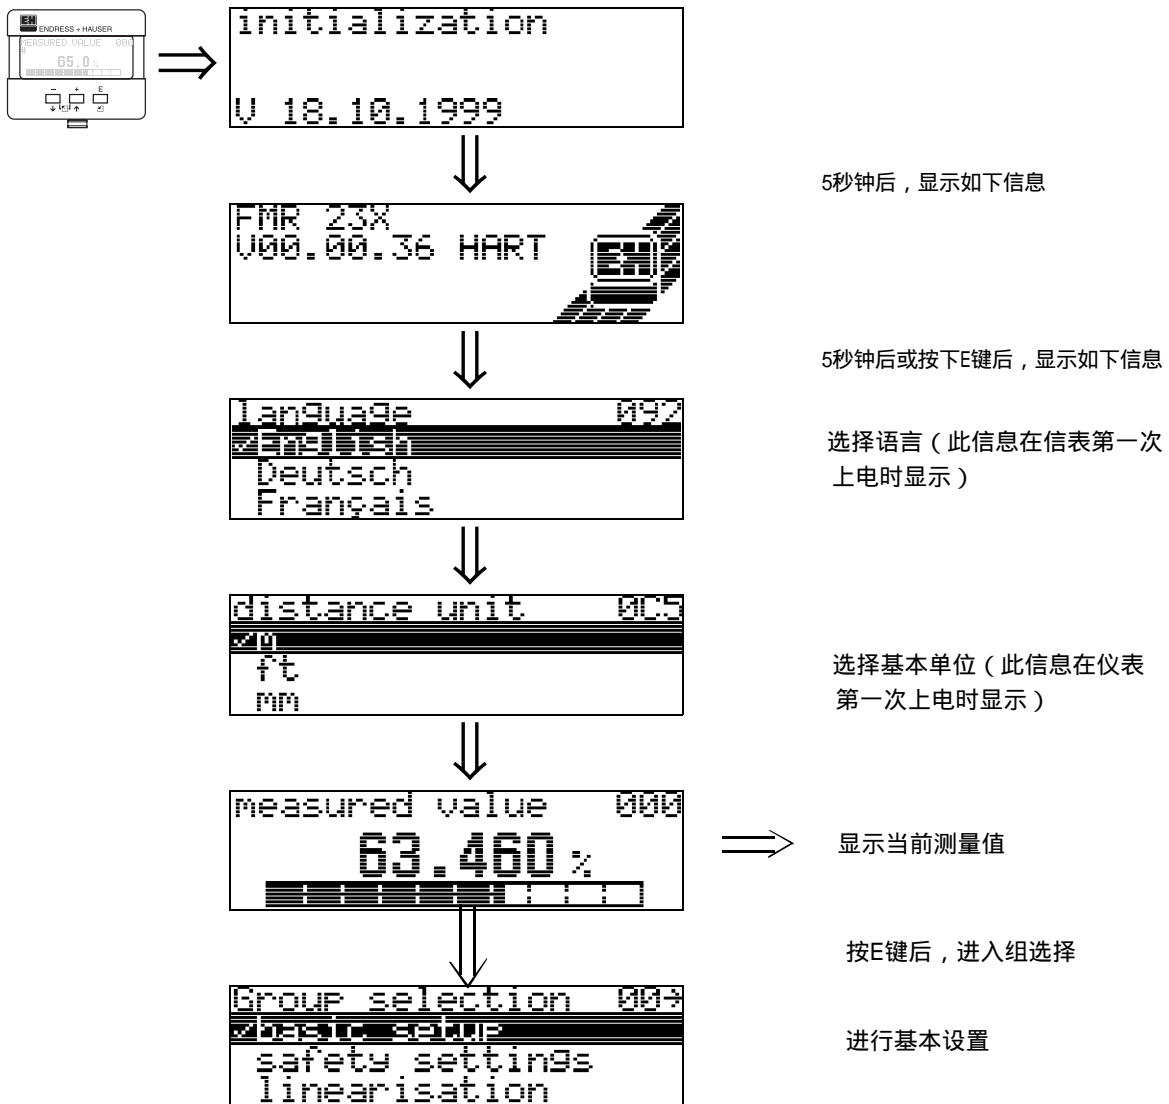 EH
ENDRESS + HAUSER
MEASURED VALUE 000
#
65.0 %
- + E
initialization
V 18.10.1999
5秒钟后，显示如下信息
FMR 23X
V00.00.36 HART
EH
5秒钟后或按下E键后，显示如下信息
language 092
✓English
Deutsch
Français
选择语言（此信息在信表第一次
上电时显示）
distance unit 0C5
✓m
ft
mm
选择基本单位（此信息在仪表
第一次上电时显示）
measured value 000
63.460 %
显示当前测量值
按E键后，进入组选择
Group selection 00→
✓basic setup
safety settings
linearisation
进行基本设置